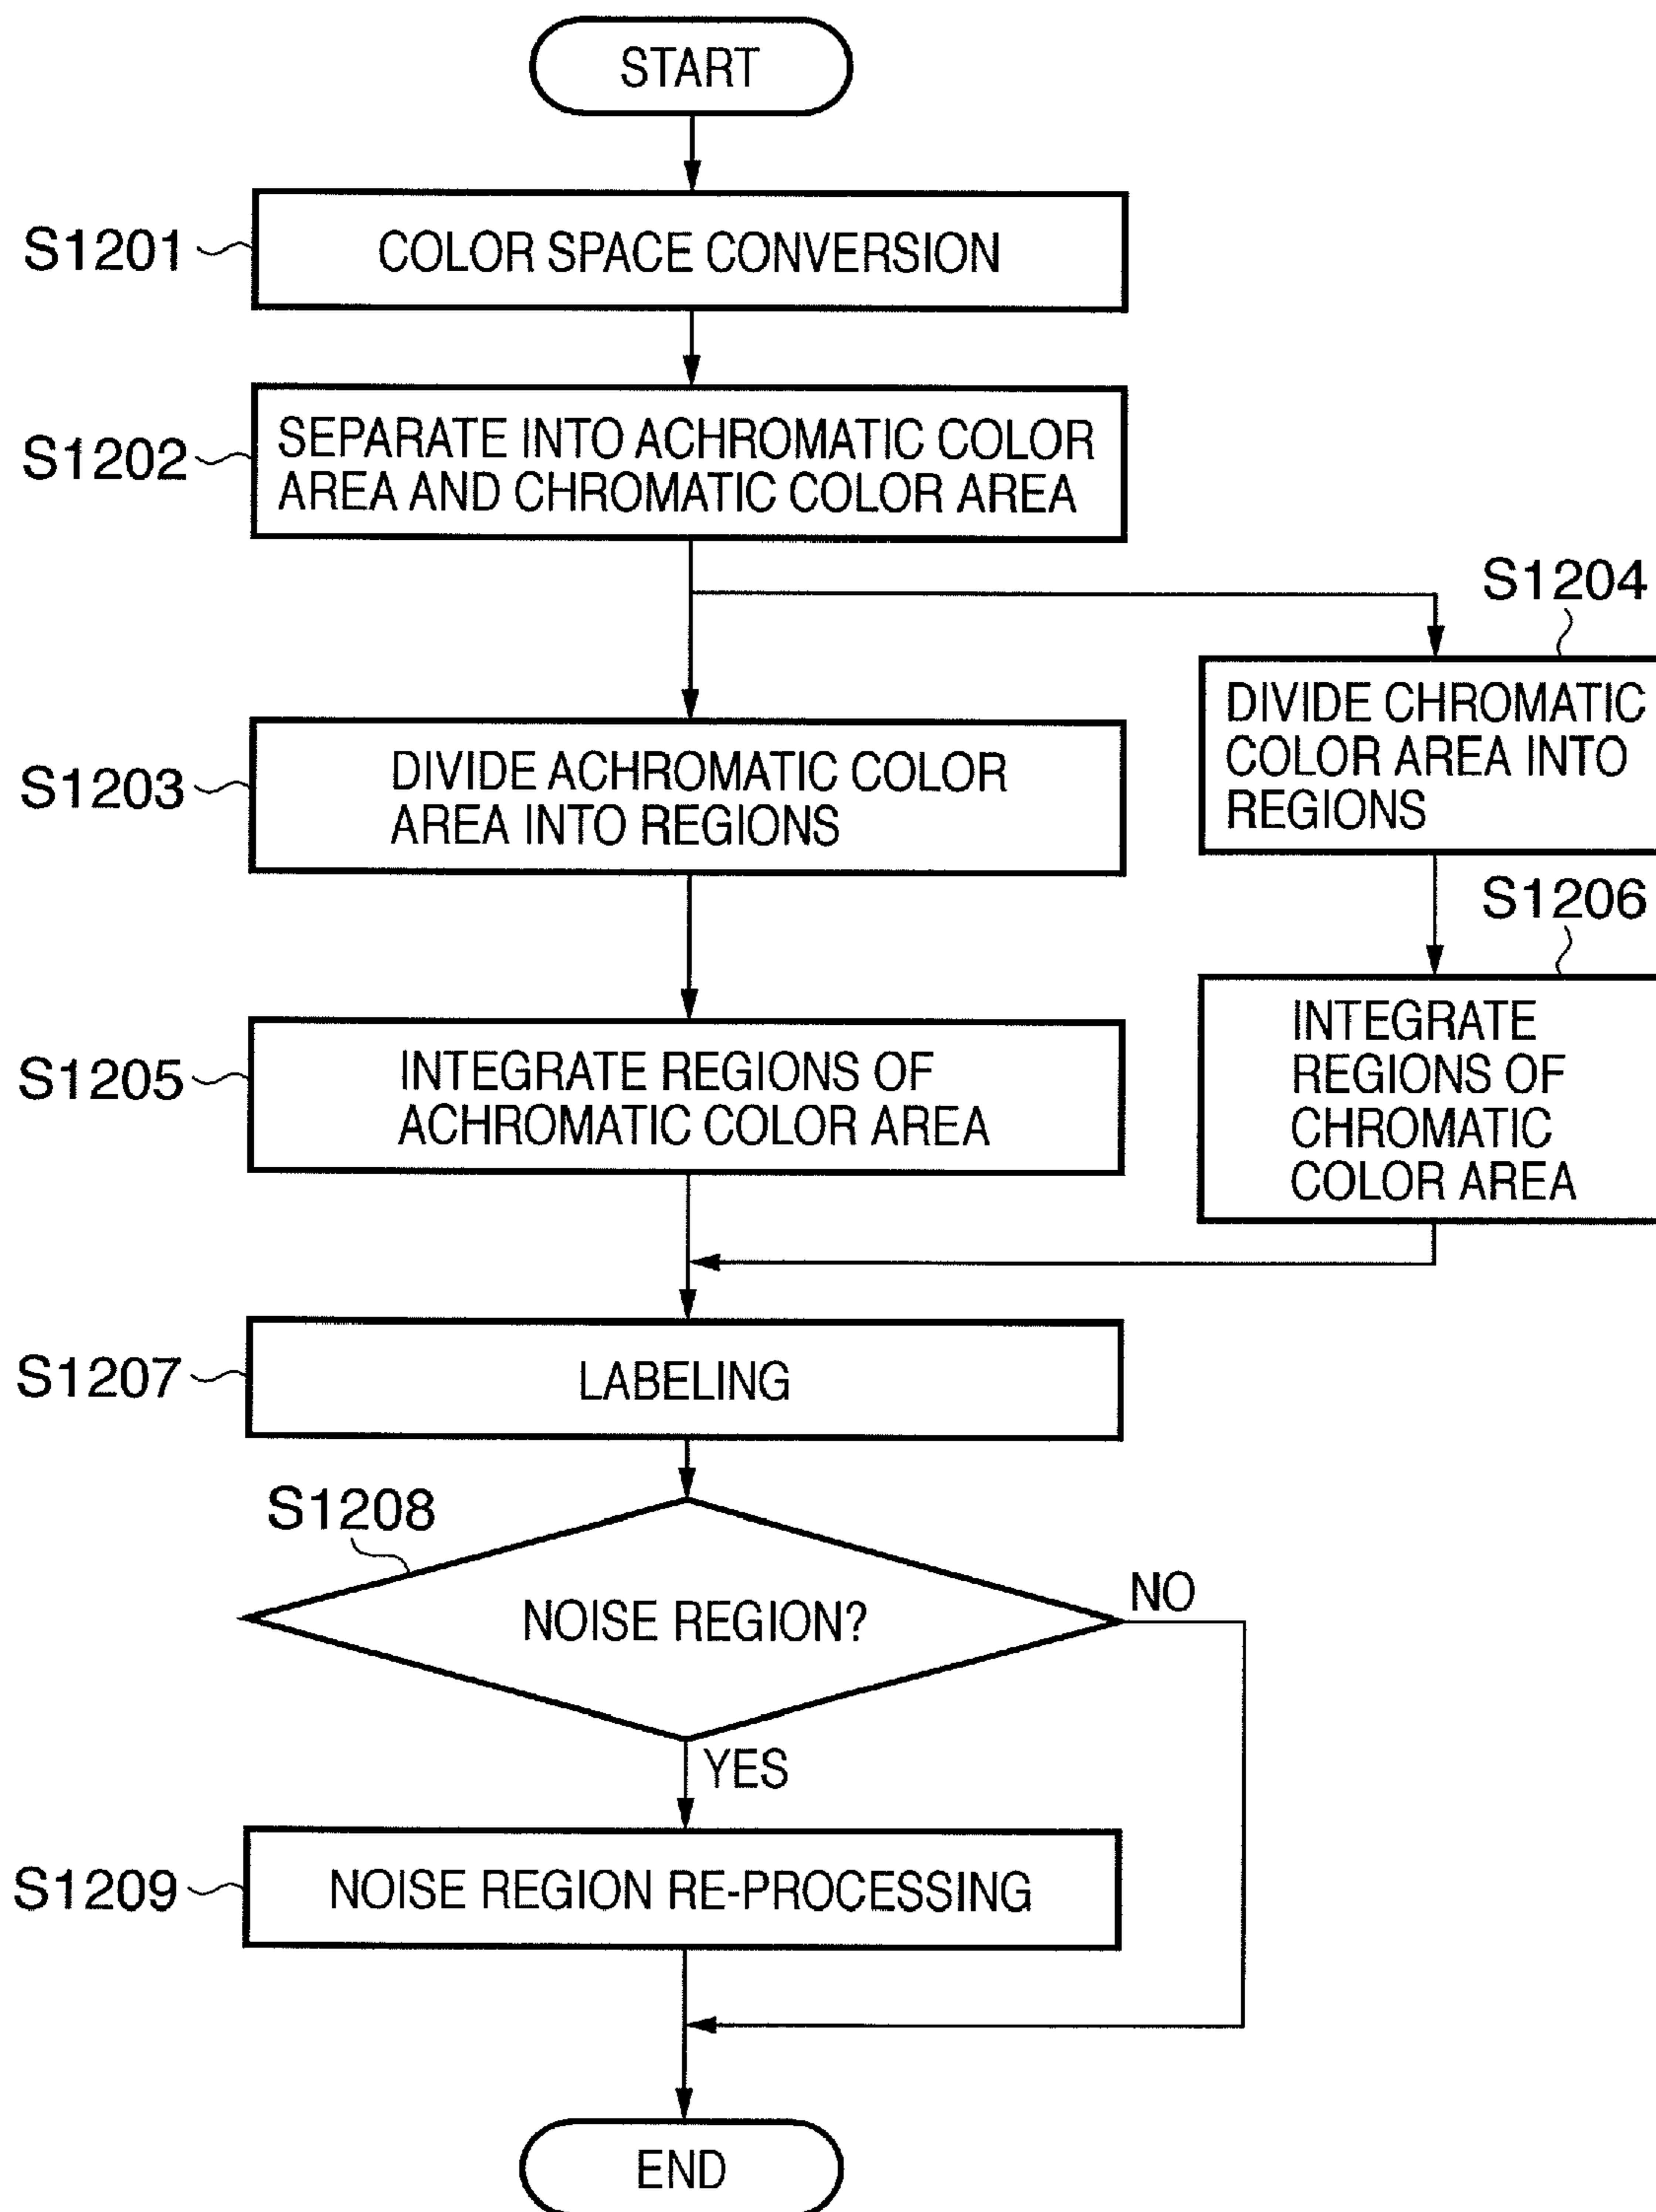 START
S1201
COLOR SPACE CONVERSION
S1202
SEPARATE INTO ACHROMATIC COLOR
AREA AND CHROMATIC COLOR AREA
S1204
DIVIDE CHROMATIC
COLOR AREA INTO
REGIONS
S1203
DIVIDE ACHROMATIC COLOR
AREA INTO REGIONS
S1206
INTEGRATE
REGIONS OF
CHROMATIC
COLOR AREA
S1205
INTEGRATE REGIONS OF
ACHROMATIC COLOR AREA
S1207
LABELING
S1208
NOISE REGION?
NO
YES
S1209
NOISE REGION RE-PROCESSING
END